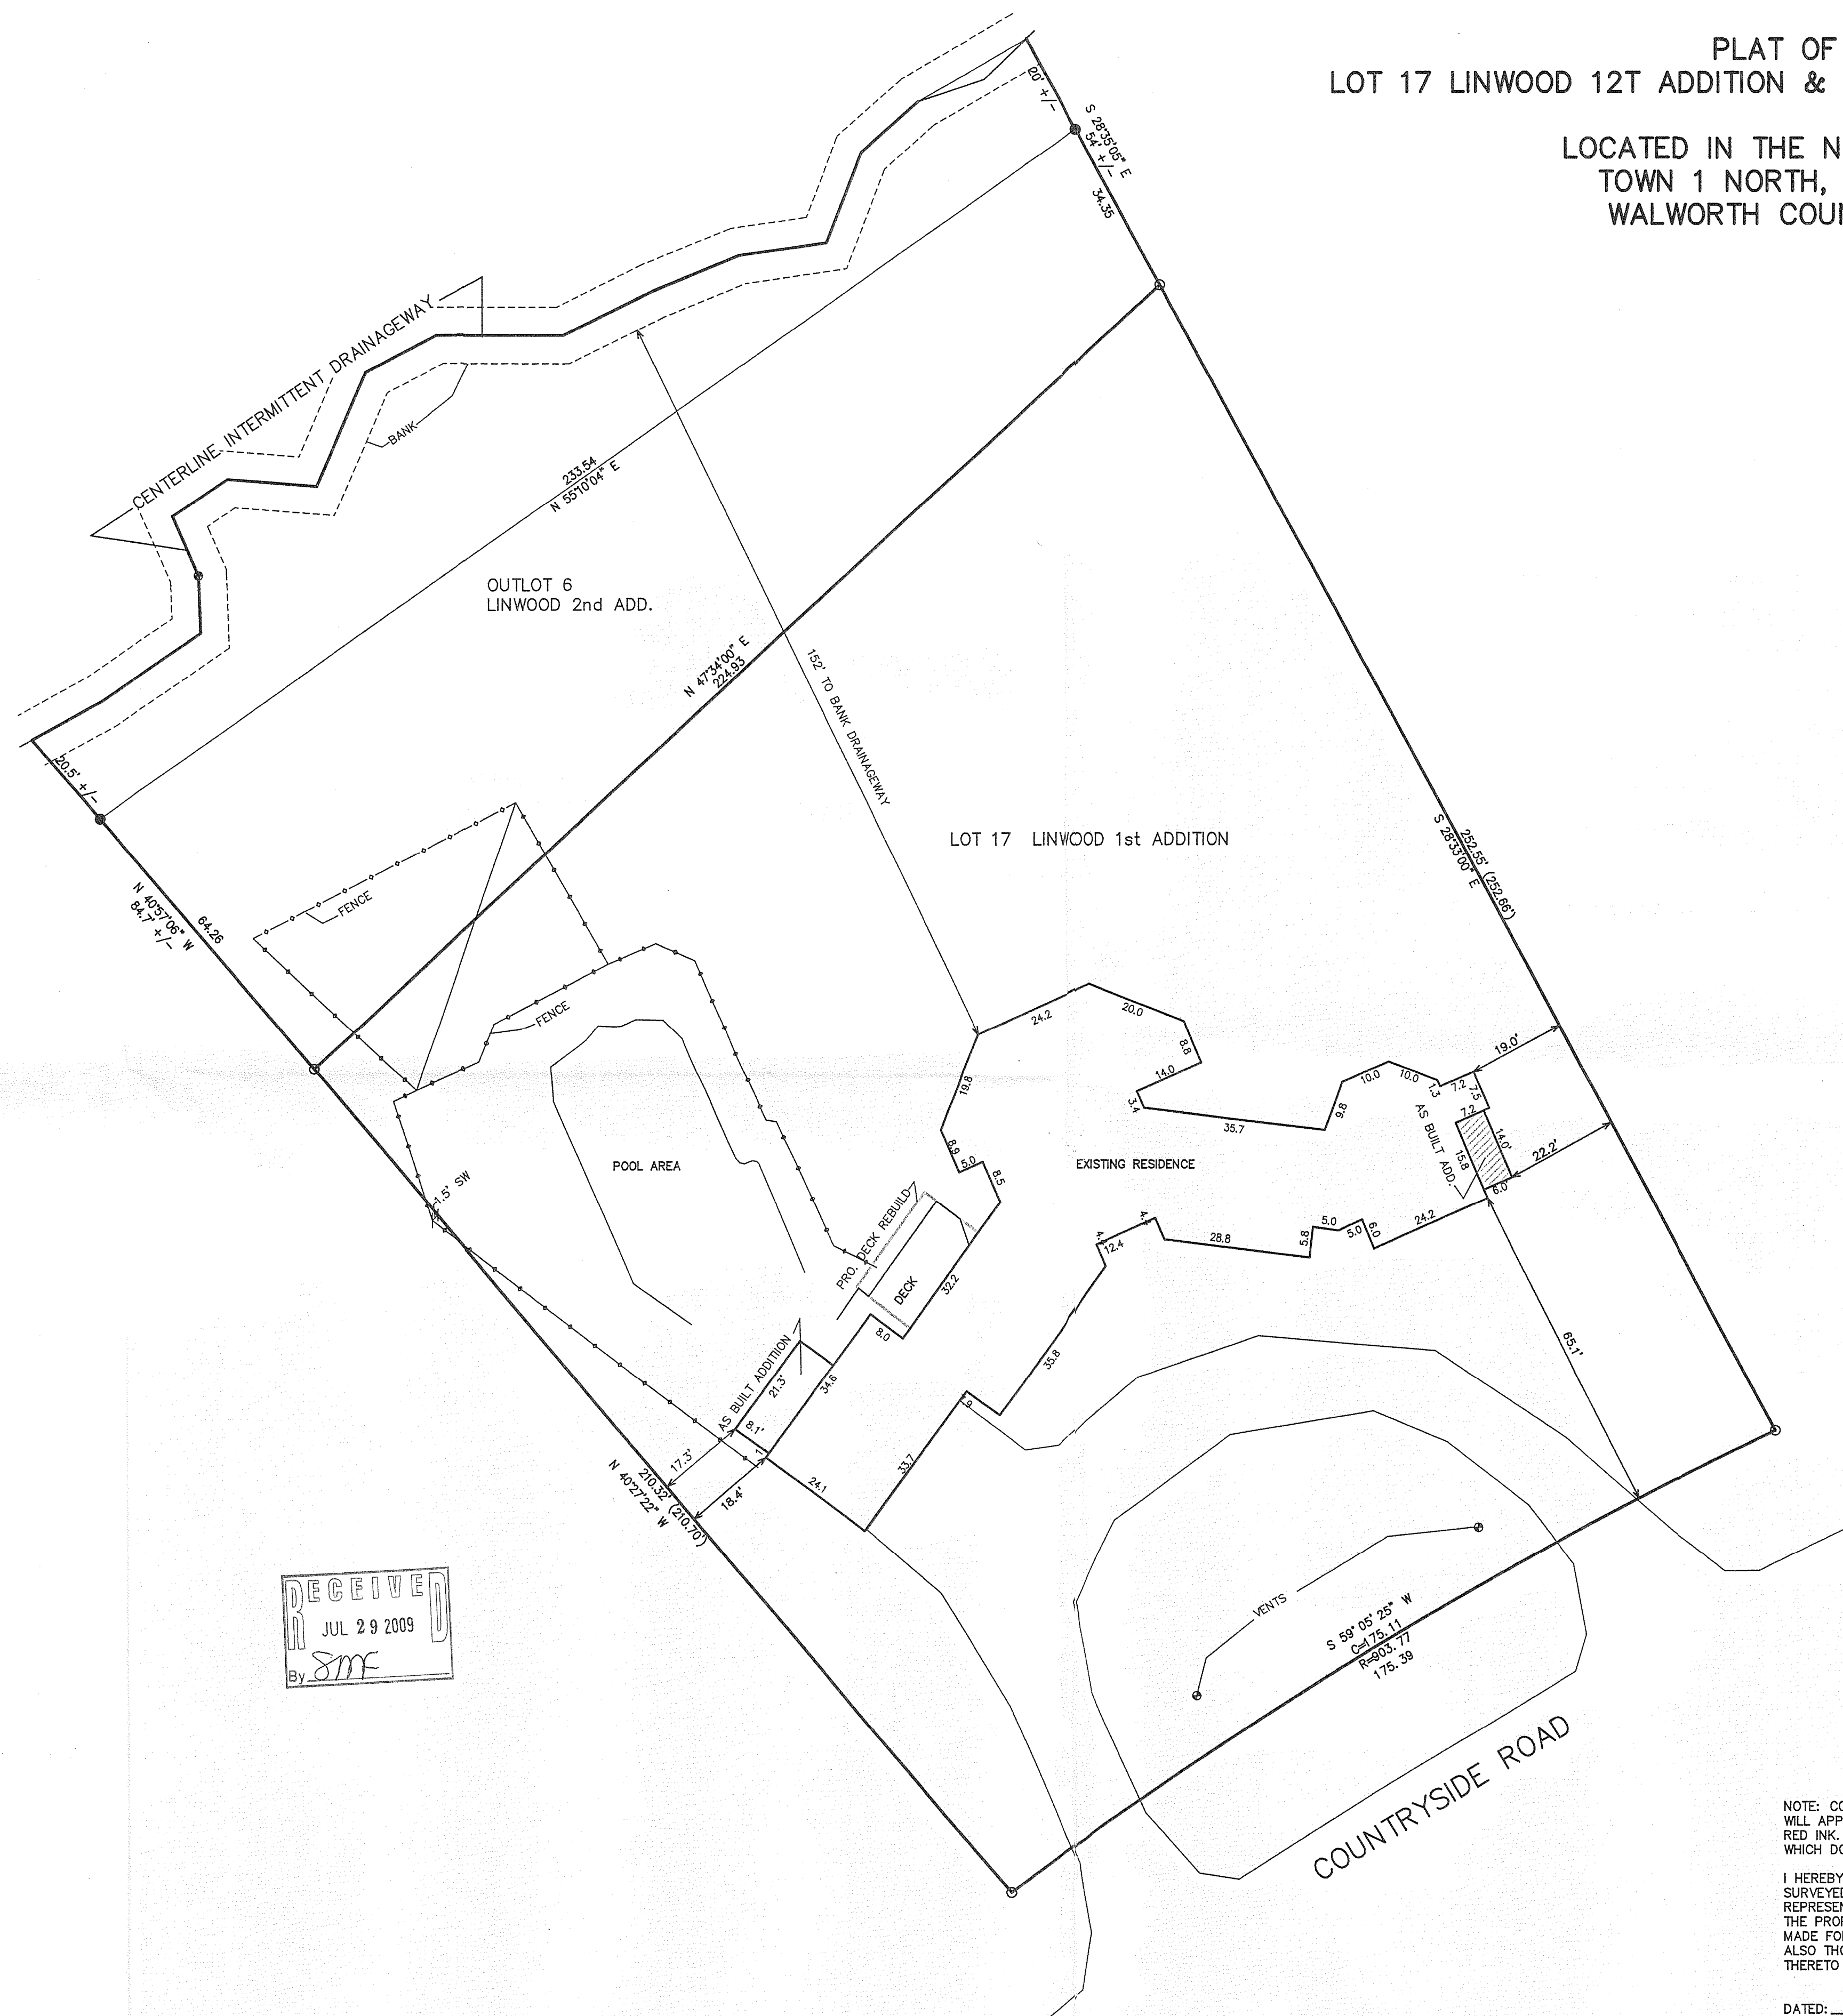 PLAT OF
LOT 17 LINWOOD 12T ADDITION &
LOCATED IN THE N
TOWN 1 NORTH,
WALWORTH COUN
20' +/-
S 28°35'05" E
54' +/-
34.35
CENTERLINE INTERMITTENT DRAINAGEWAY
BANK
233.54
N 55°10'04" E
OUTLOT 6
LINWOOD 2nd ADD.
N 47°34'00" E
224.93
152' TO BANK DRAINAGEWAY
20.5' +/-
LOT 17 LINWOOD 1st ADDITION
252.55' (252.66')
S 28°33'00" E
N 40°57'06" W
84.7' +/-
64.26
FENCE
FENCE
24.2
20.0
8.8
14.0
3.4
35.7
9.8
10.0
10.0
1.3
7.2
7.5
19.0'
7.2
14.0'
15.8
AS BUILT ADD.
22.2'
6.0
19.8
8.9
5.0
8.5
POOL AREA
EXISTING RESIDENCE
1.5' SW
PRO. DECK REBUILD
DECK
32.2
8.0
4.4
12.4
28.8
5.8
5.0
5.0
6.0
24.2
65.1'
AS BUILT ADDITIION
21.3'
34.6
8.1'
17.3'
18.4'
24.1
33.7
35.8
210.32' (210.70')
N 40°27'22" W
RECEIVED
JUL 29 2009
By SMF
VENTS
S 59°05'25" W
C=175.11
R=903.77
175.39
COUNTRYSIDE ROAD
NOTE: CO
WILL APP
RED INK.
WHICH DO
I HEREBY
SURVEYED
REPRESEN
THE PROP
MADE FOR
ALSO THO
THERETO
DATED: